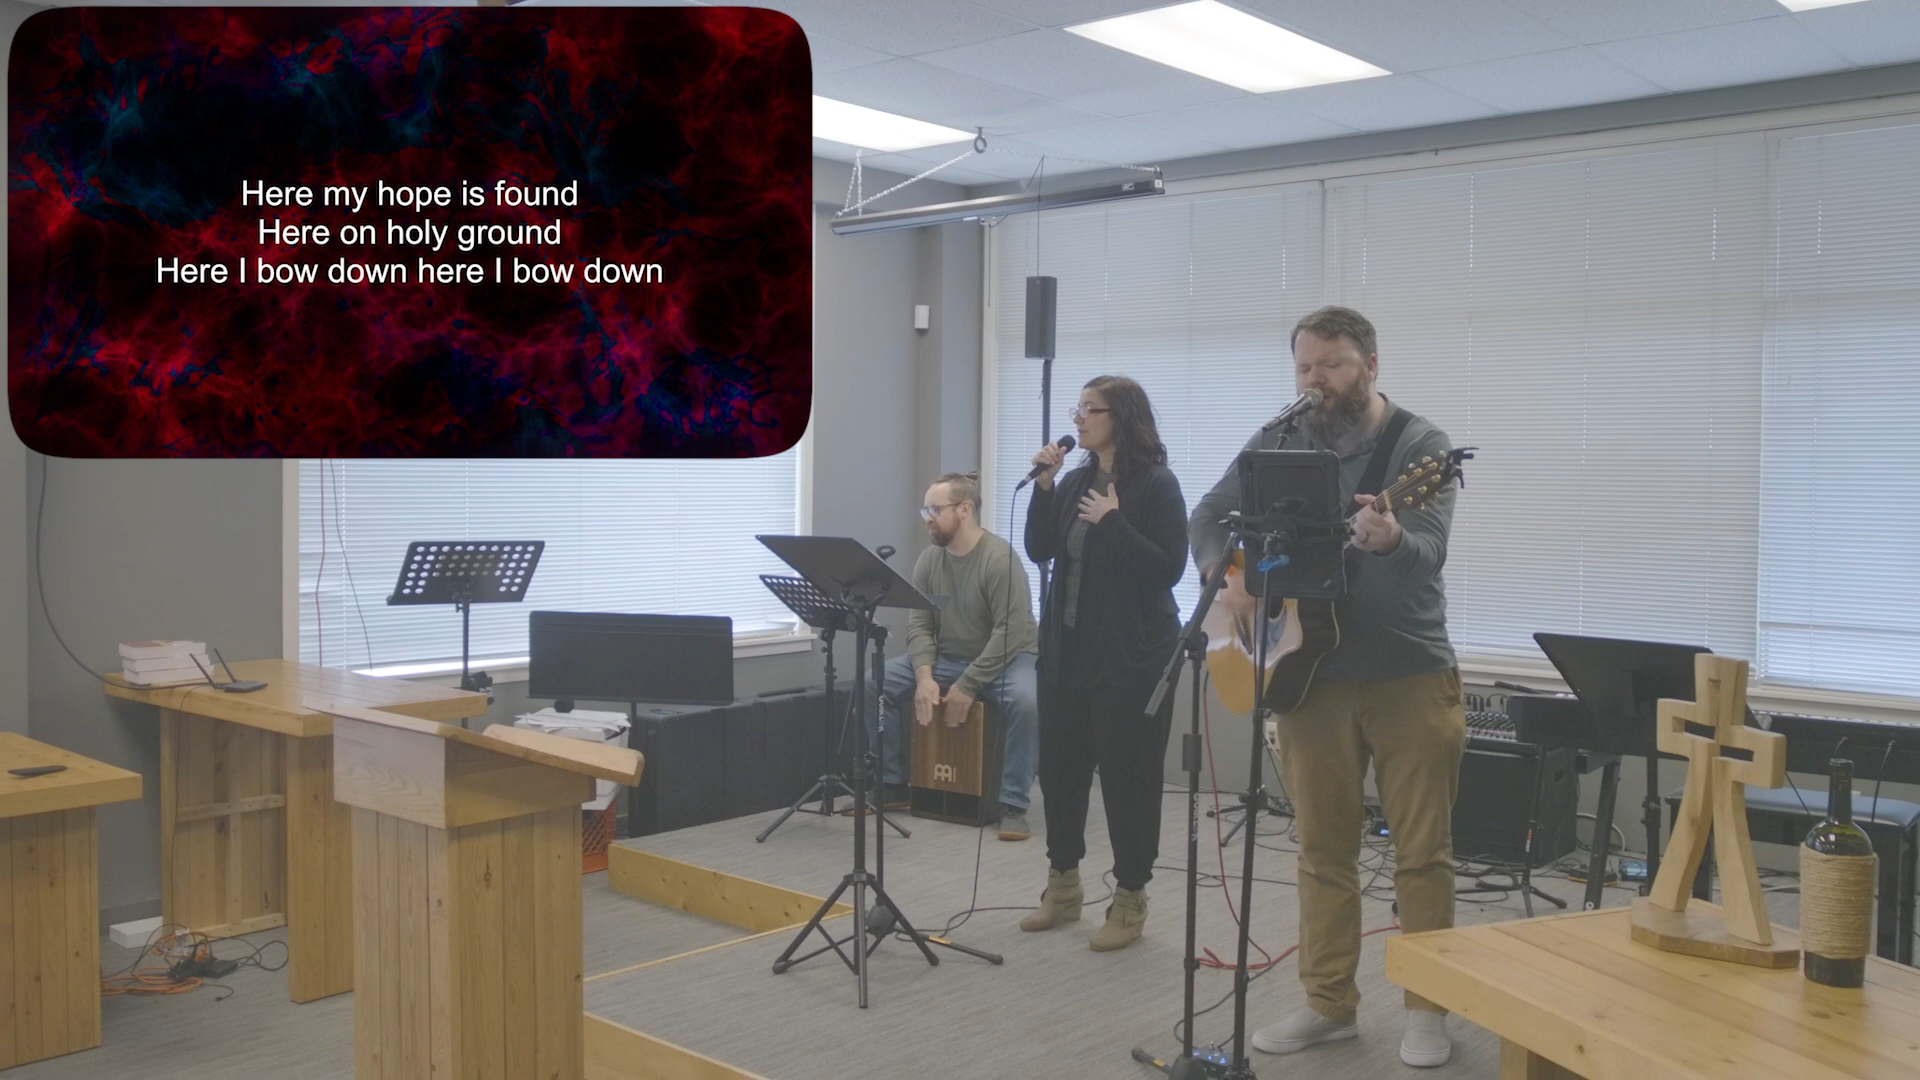 Here my hope is found
Here on holy ground
Here I bow down here I bow down